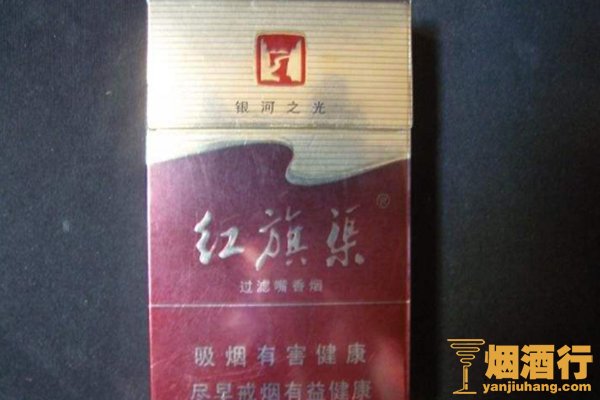 银河之光
红旗渠®
过滤嘴香烟
吸烟有害健康
尽早戒烟有益健康
烟酒行
yanjiuhang.com